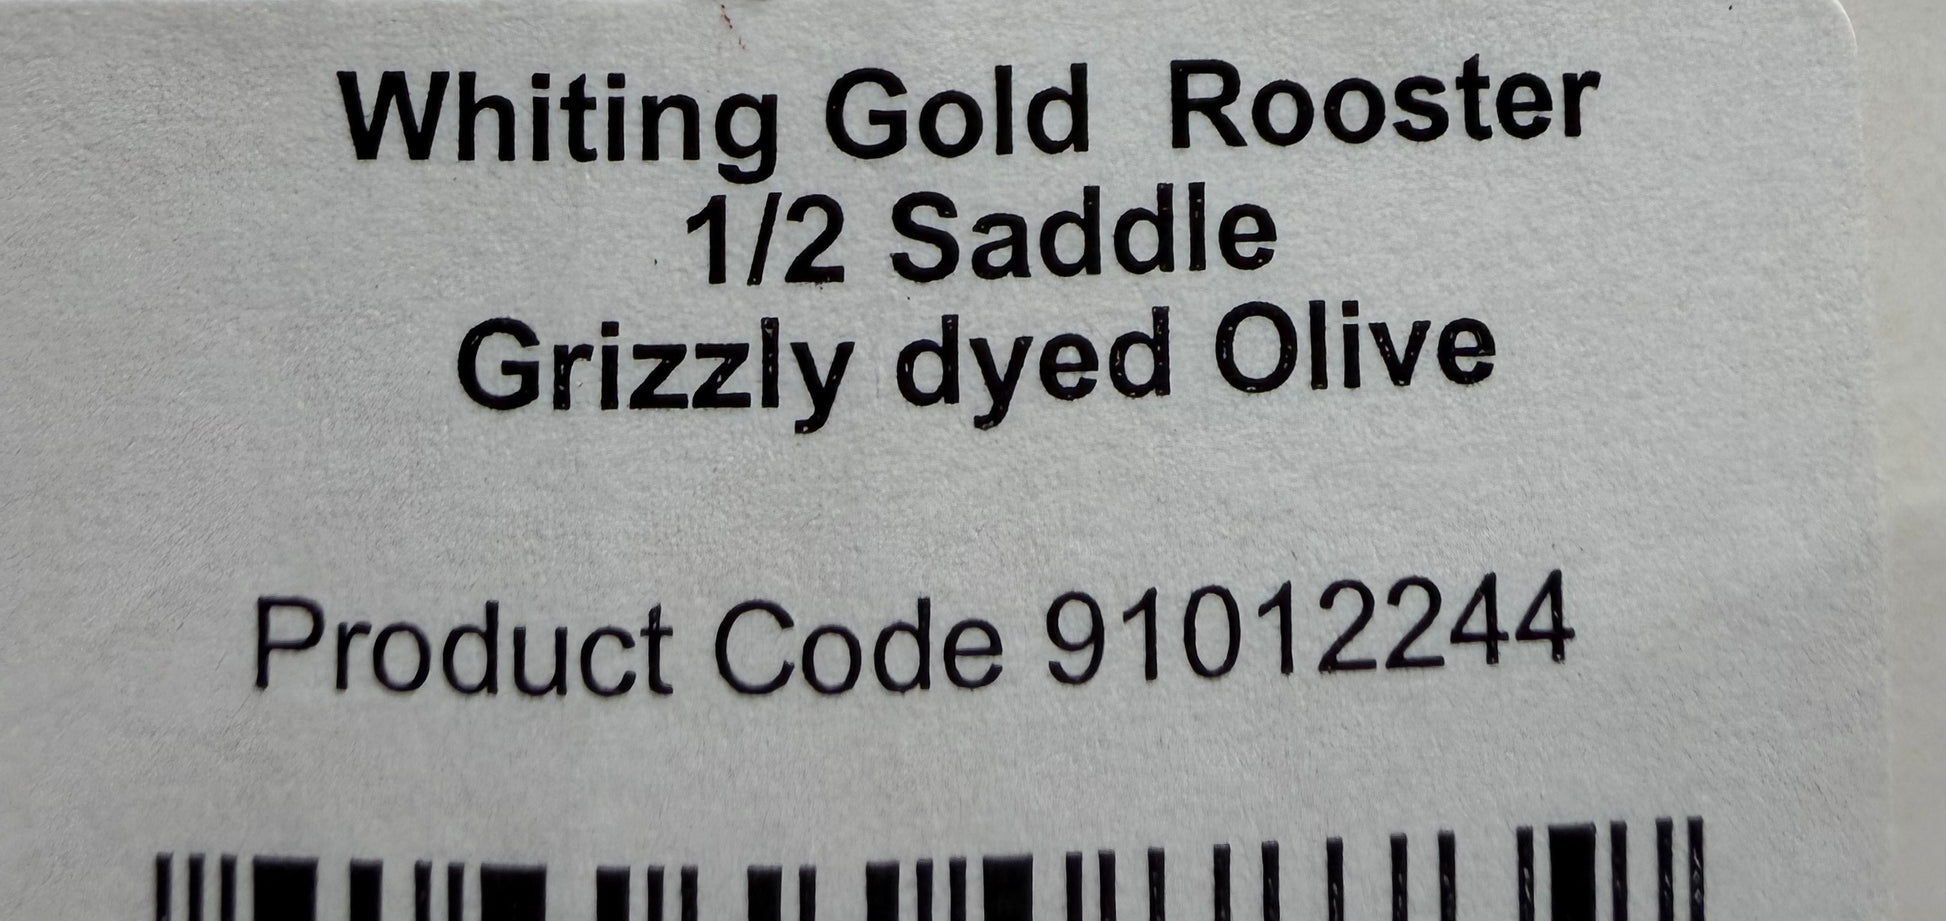 Whiting Gold Rooster
1/2 Saddle
Grizzly dyed Olive
Product Code 91012244